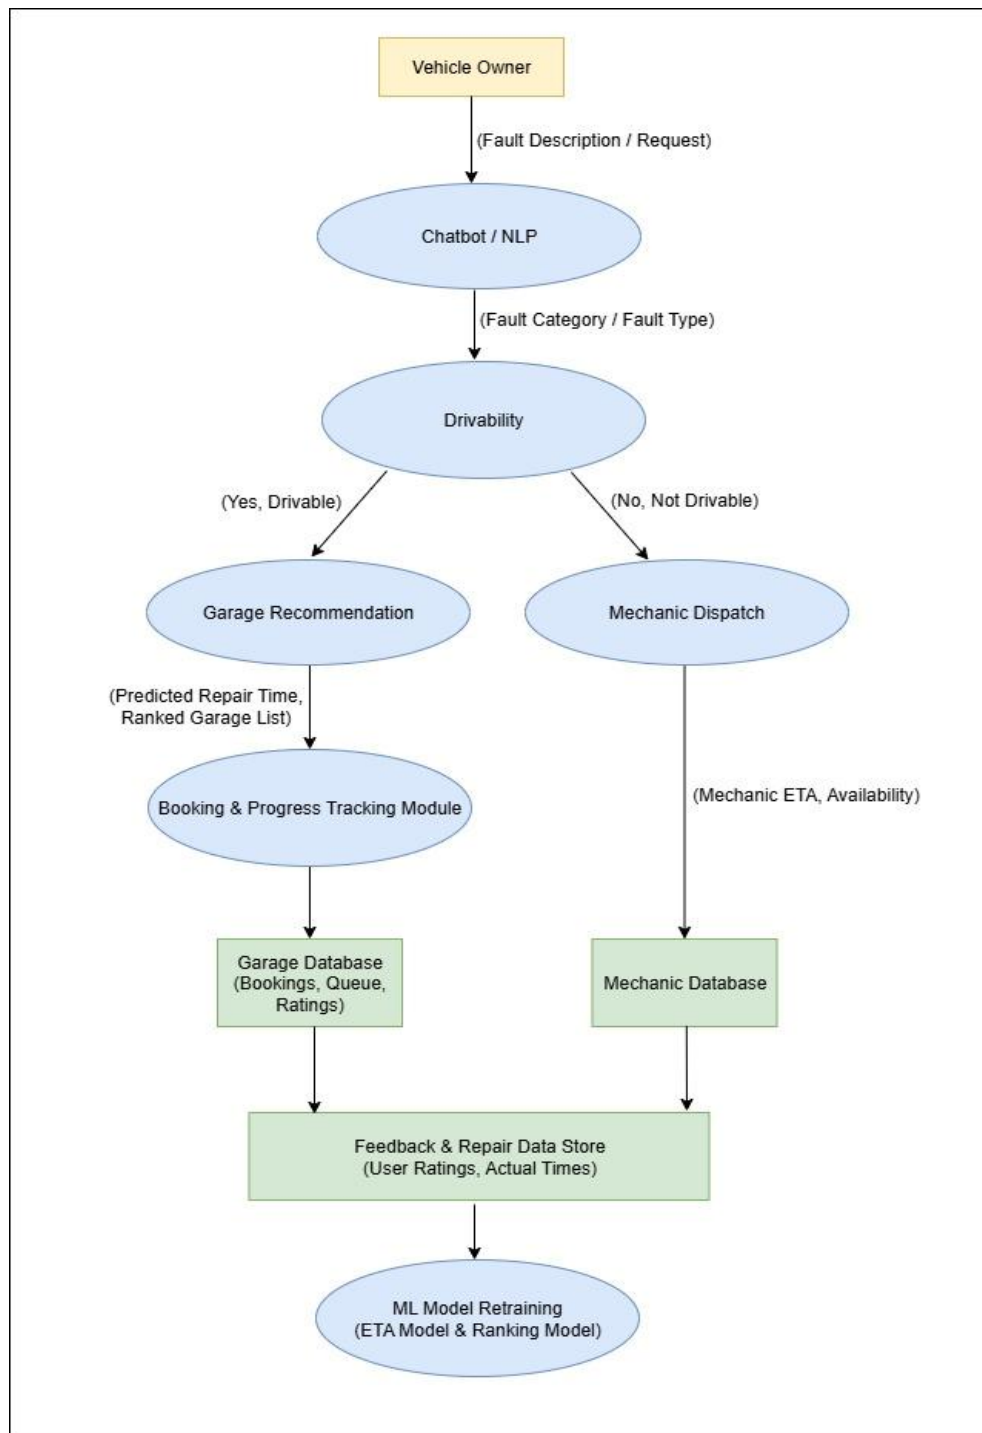 Vehicle Owner
(Fault Description / Request)
Chatbot / NLP
(Fault Category / Fault Type)
Drivability
(Yes, Drivable)
(No, Not Drivable)
Garage Recommendation
Mechanic Dispatch
(Predicted Repair Time,
Ranked Garage List)
(Mechanic ETA, Availability)
Booking & Progress Tracking Module
Garage Database
(Bookings, Queue,
Ratings)
Mechanic Database
Feedback & Repair Data Store
(User Ratings, Actual Times)
ML Model Retraining
(ETA Model & Ranking Model)